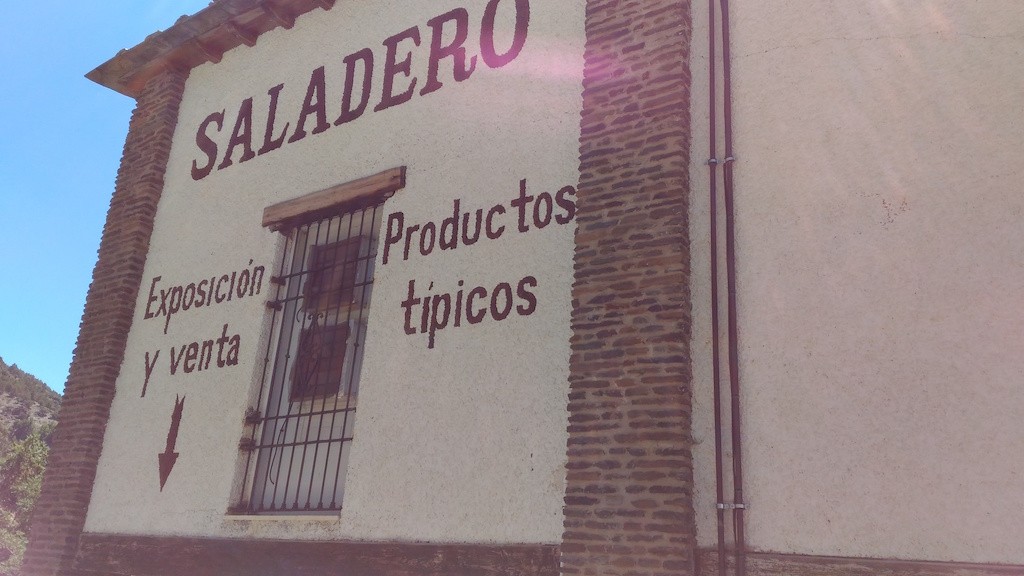 SALADERO
Exposición
y venta
Productos
típicos